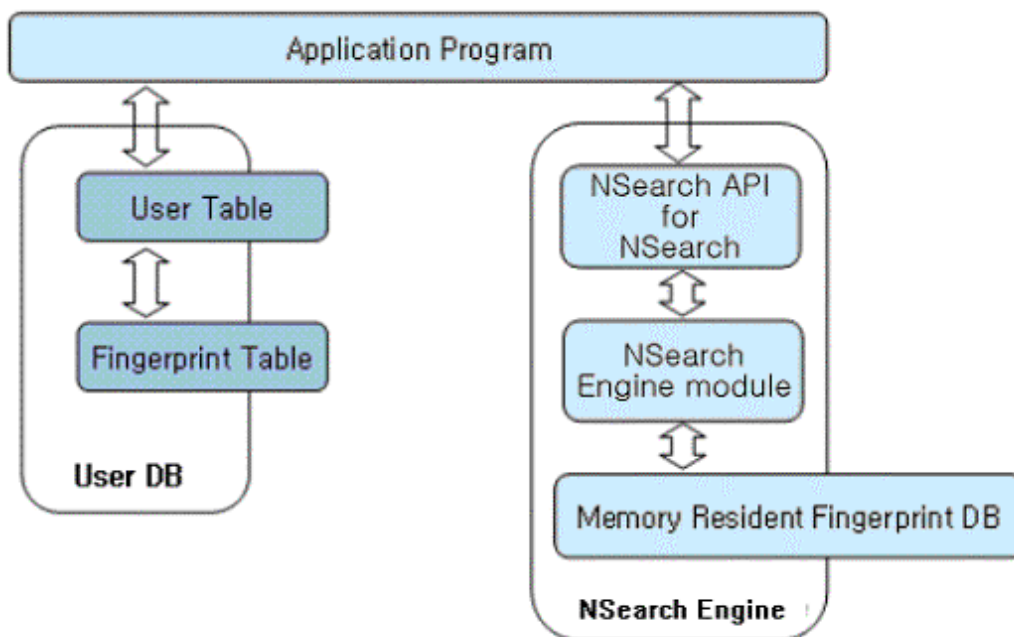 Application Program
User Table
Fingerprint Table
User DB
NSearch API
for
NSearch
NSearch
Engine module
Memory Resident Fingerprint DB
NSearch Engine